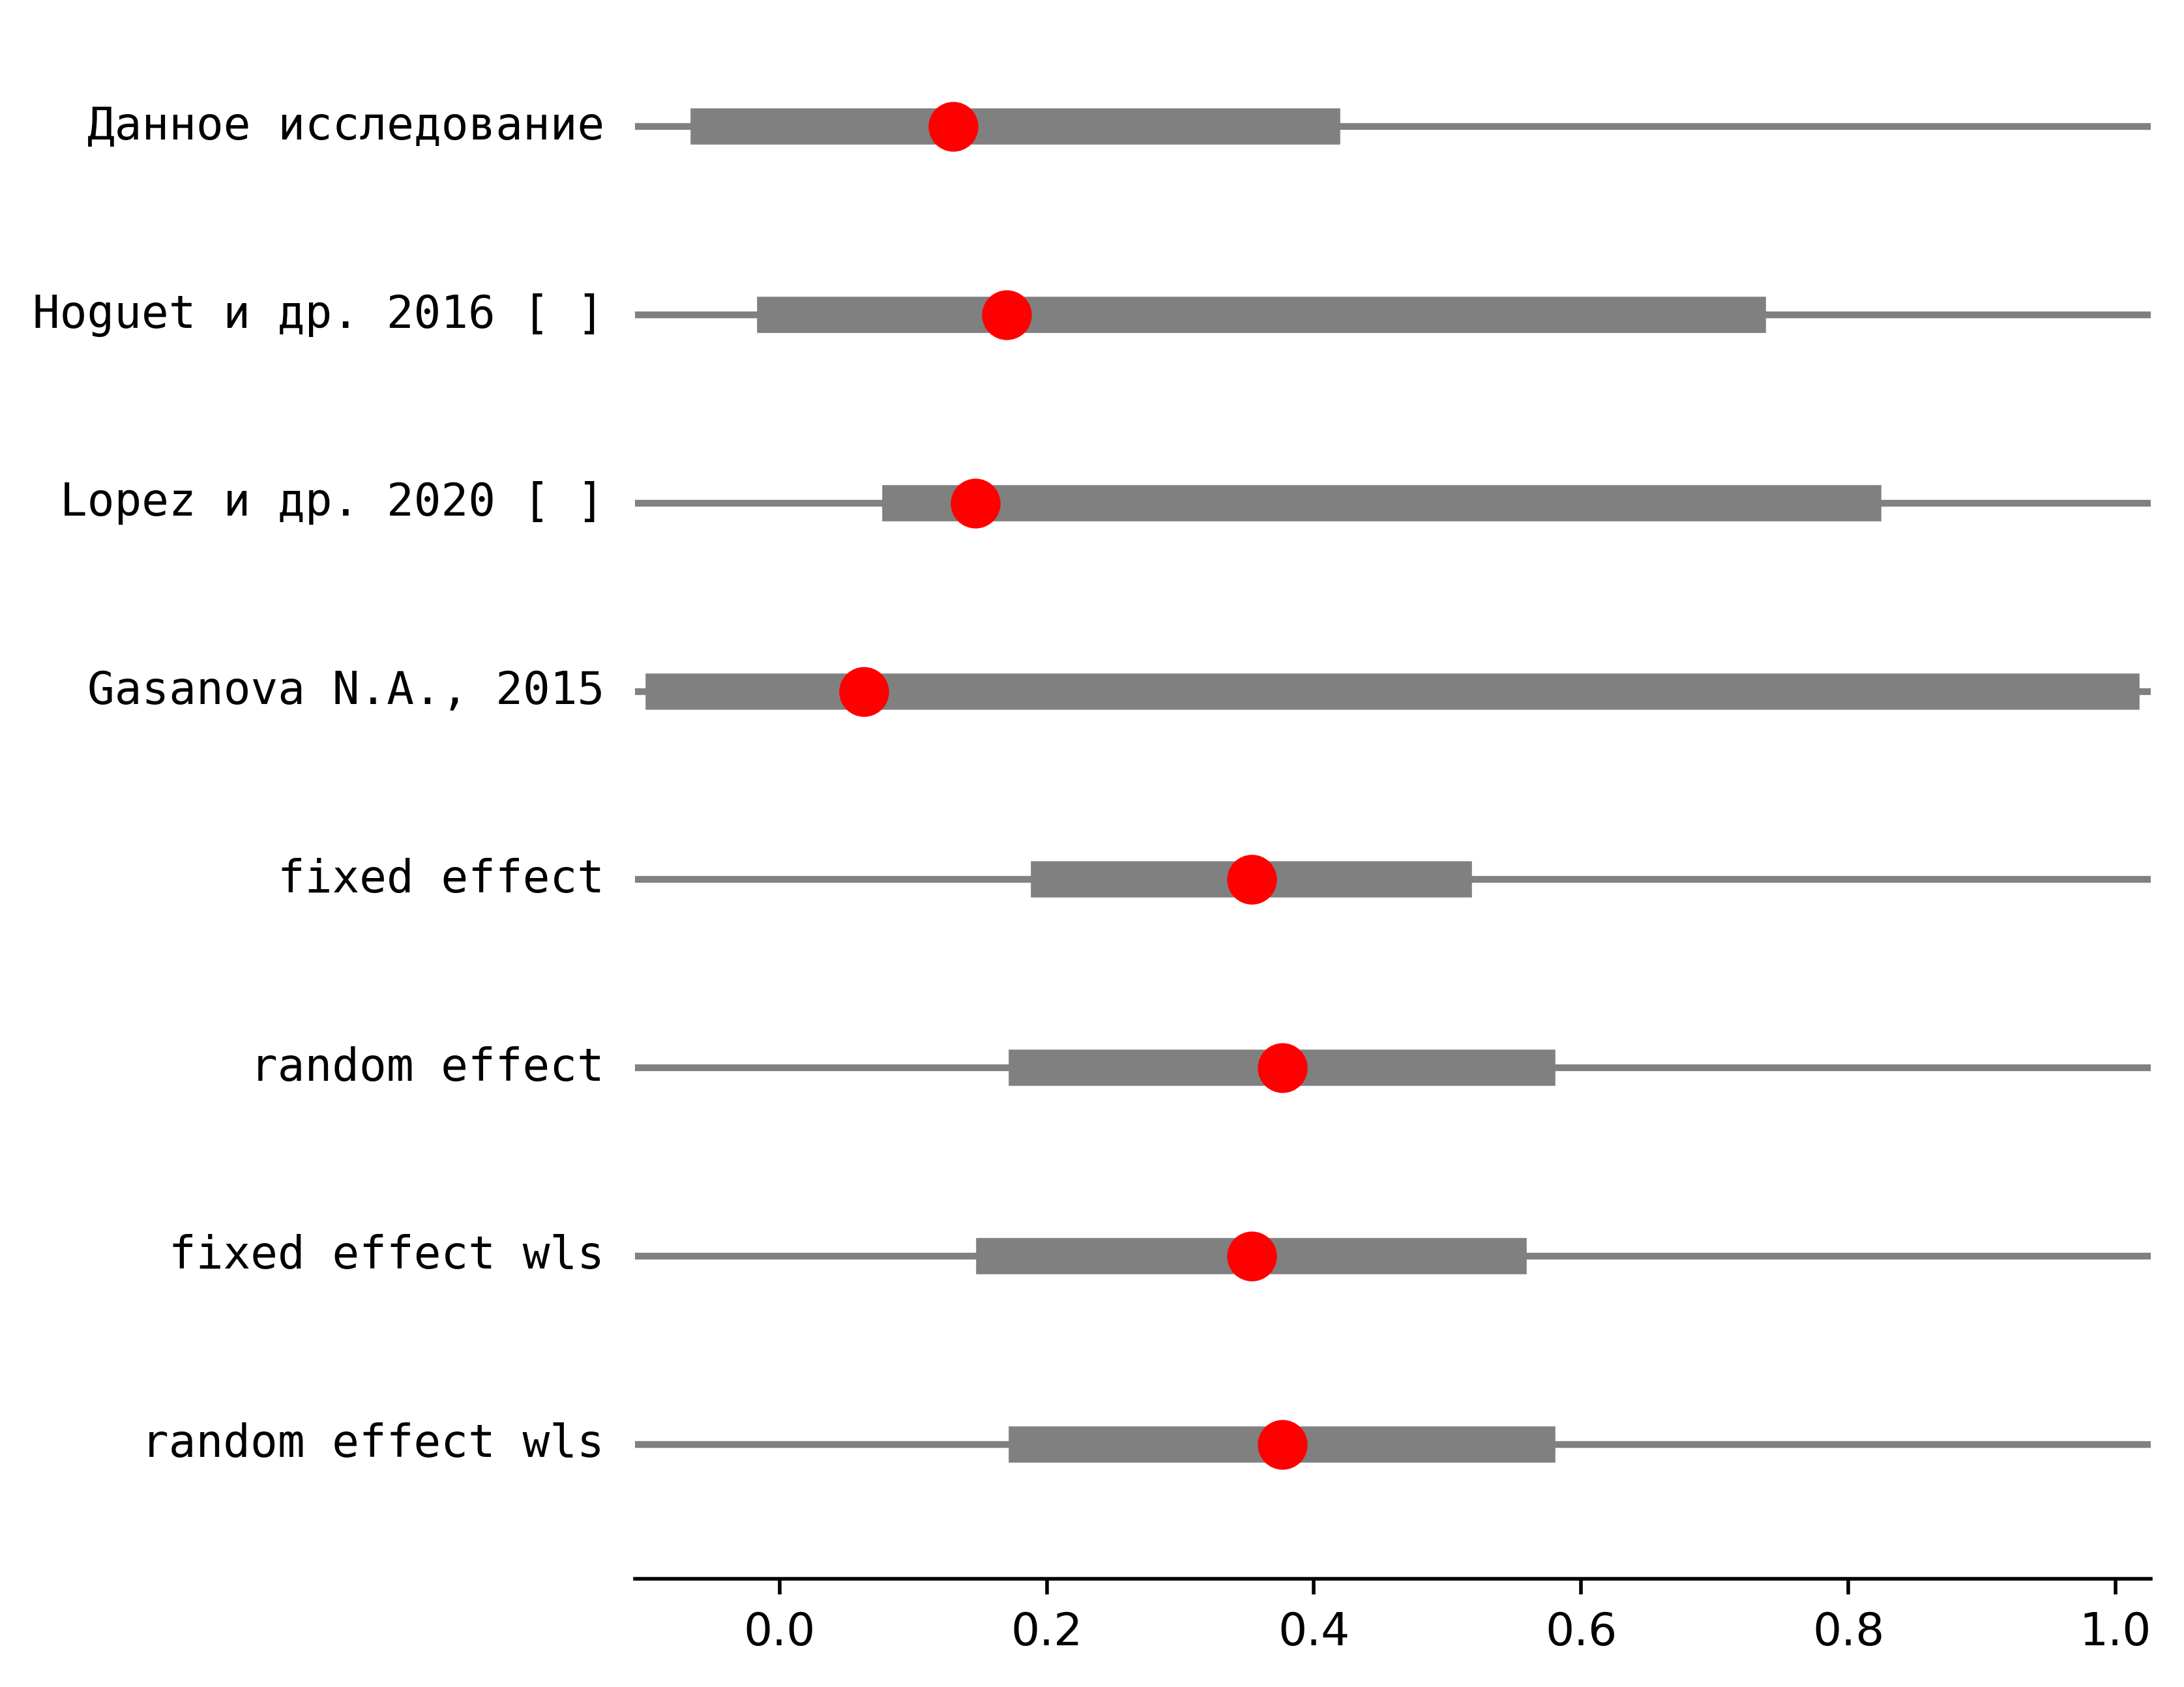 Данное исследование
Hoguet и др. 2016 [ ]
Lopez и др. 2020 [ ]
Gasanova N.A., 2015
fixed effect
random effect
fixed effect wls
random effect wls
0.0 0.2 0.4 0.6 0.8 1.0